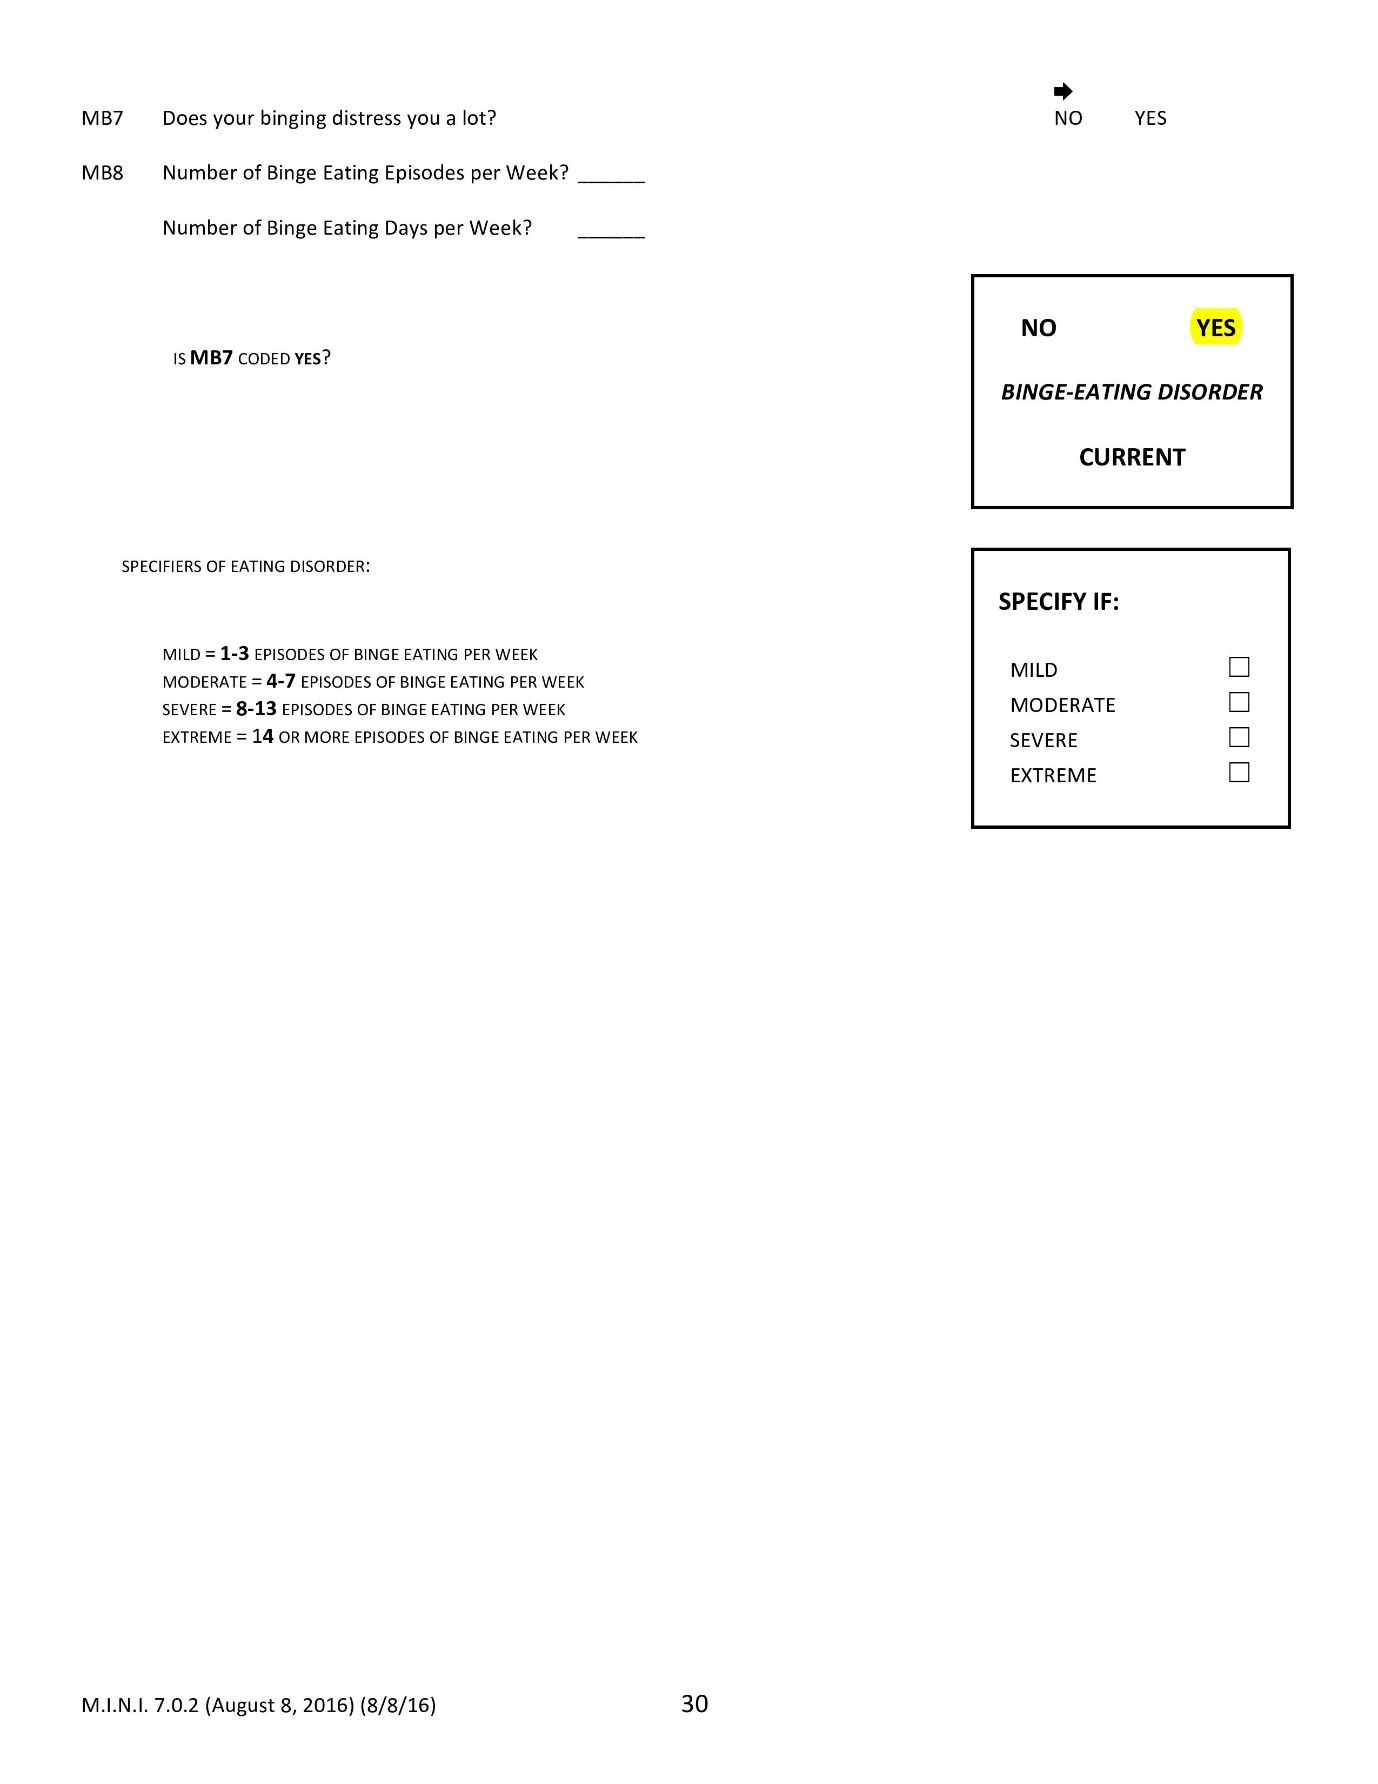 MB7 Does your binging distress you a lot? NO YES
MB8 Number of Binge Eating Episodes per Week? ______
Number of Binge Eating Days per Week? ______
NO YES
IS MB7 CODED YES?
BINGE-EATING DISORDER
CURRENT
SPECIFIERS OF EATING DISORDER:
SPECIFY IF:
MILD = 1-3 EPISODES OF BINGE EATING PER WEEK
MODERATE = 4-7 EPISODES OF BINGE EATING PER WEEK
SEVERE = 8-13 EPISODES OF BINGE EATING PER WEEK
EXTREME = 14 OR MORE EPISODES OF BINGE EATING PER WEEK
MILD
MODERATE
SEVERE
EXTREME
M.I.N.I. 7.0.2 (August 8, 2016) (8/8/16) 30